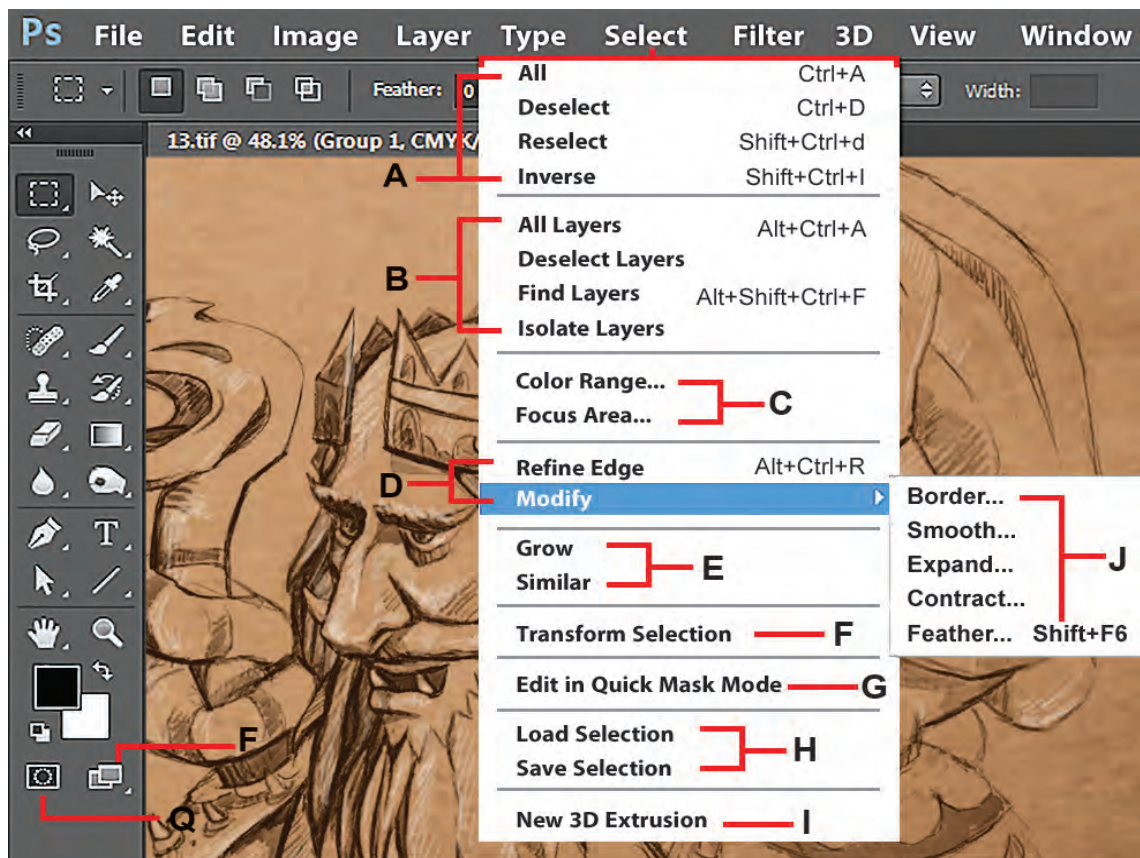 Ps File Edit Image Layer Type Select Filter 3D View Window
Feather: 0 Width:
13.tif @ 48.1% (Group 1, CMYK/
All Ctrl+A
Deselect Ctrl+D
Reselect Shift+Ctrl+d
A Inverse Shift+Ctrl+I
All Layers Alt+Ctrl+A
Deselect Layers
B
Find Layers Alt+Shift+Ctrl+F
Isolate Layers
Color Range...
C
Focus Area...
Refine Edge Alt+Ctrl+R
D
Modify
Border...
Smooth...
Expand... J
Contract...
Feather... Shift+F6
Grow
E
Similar
Transform Selection F
Edit in Quick Mask Mode G
Load Selection
H
Save Selection
New 3D Extrusion I
T
F
Q